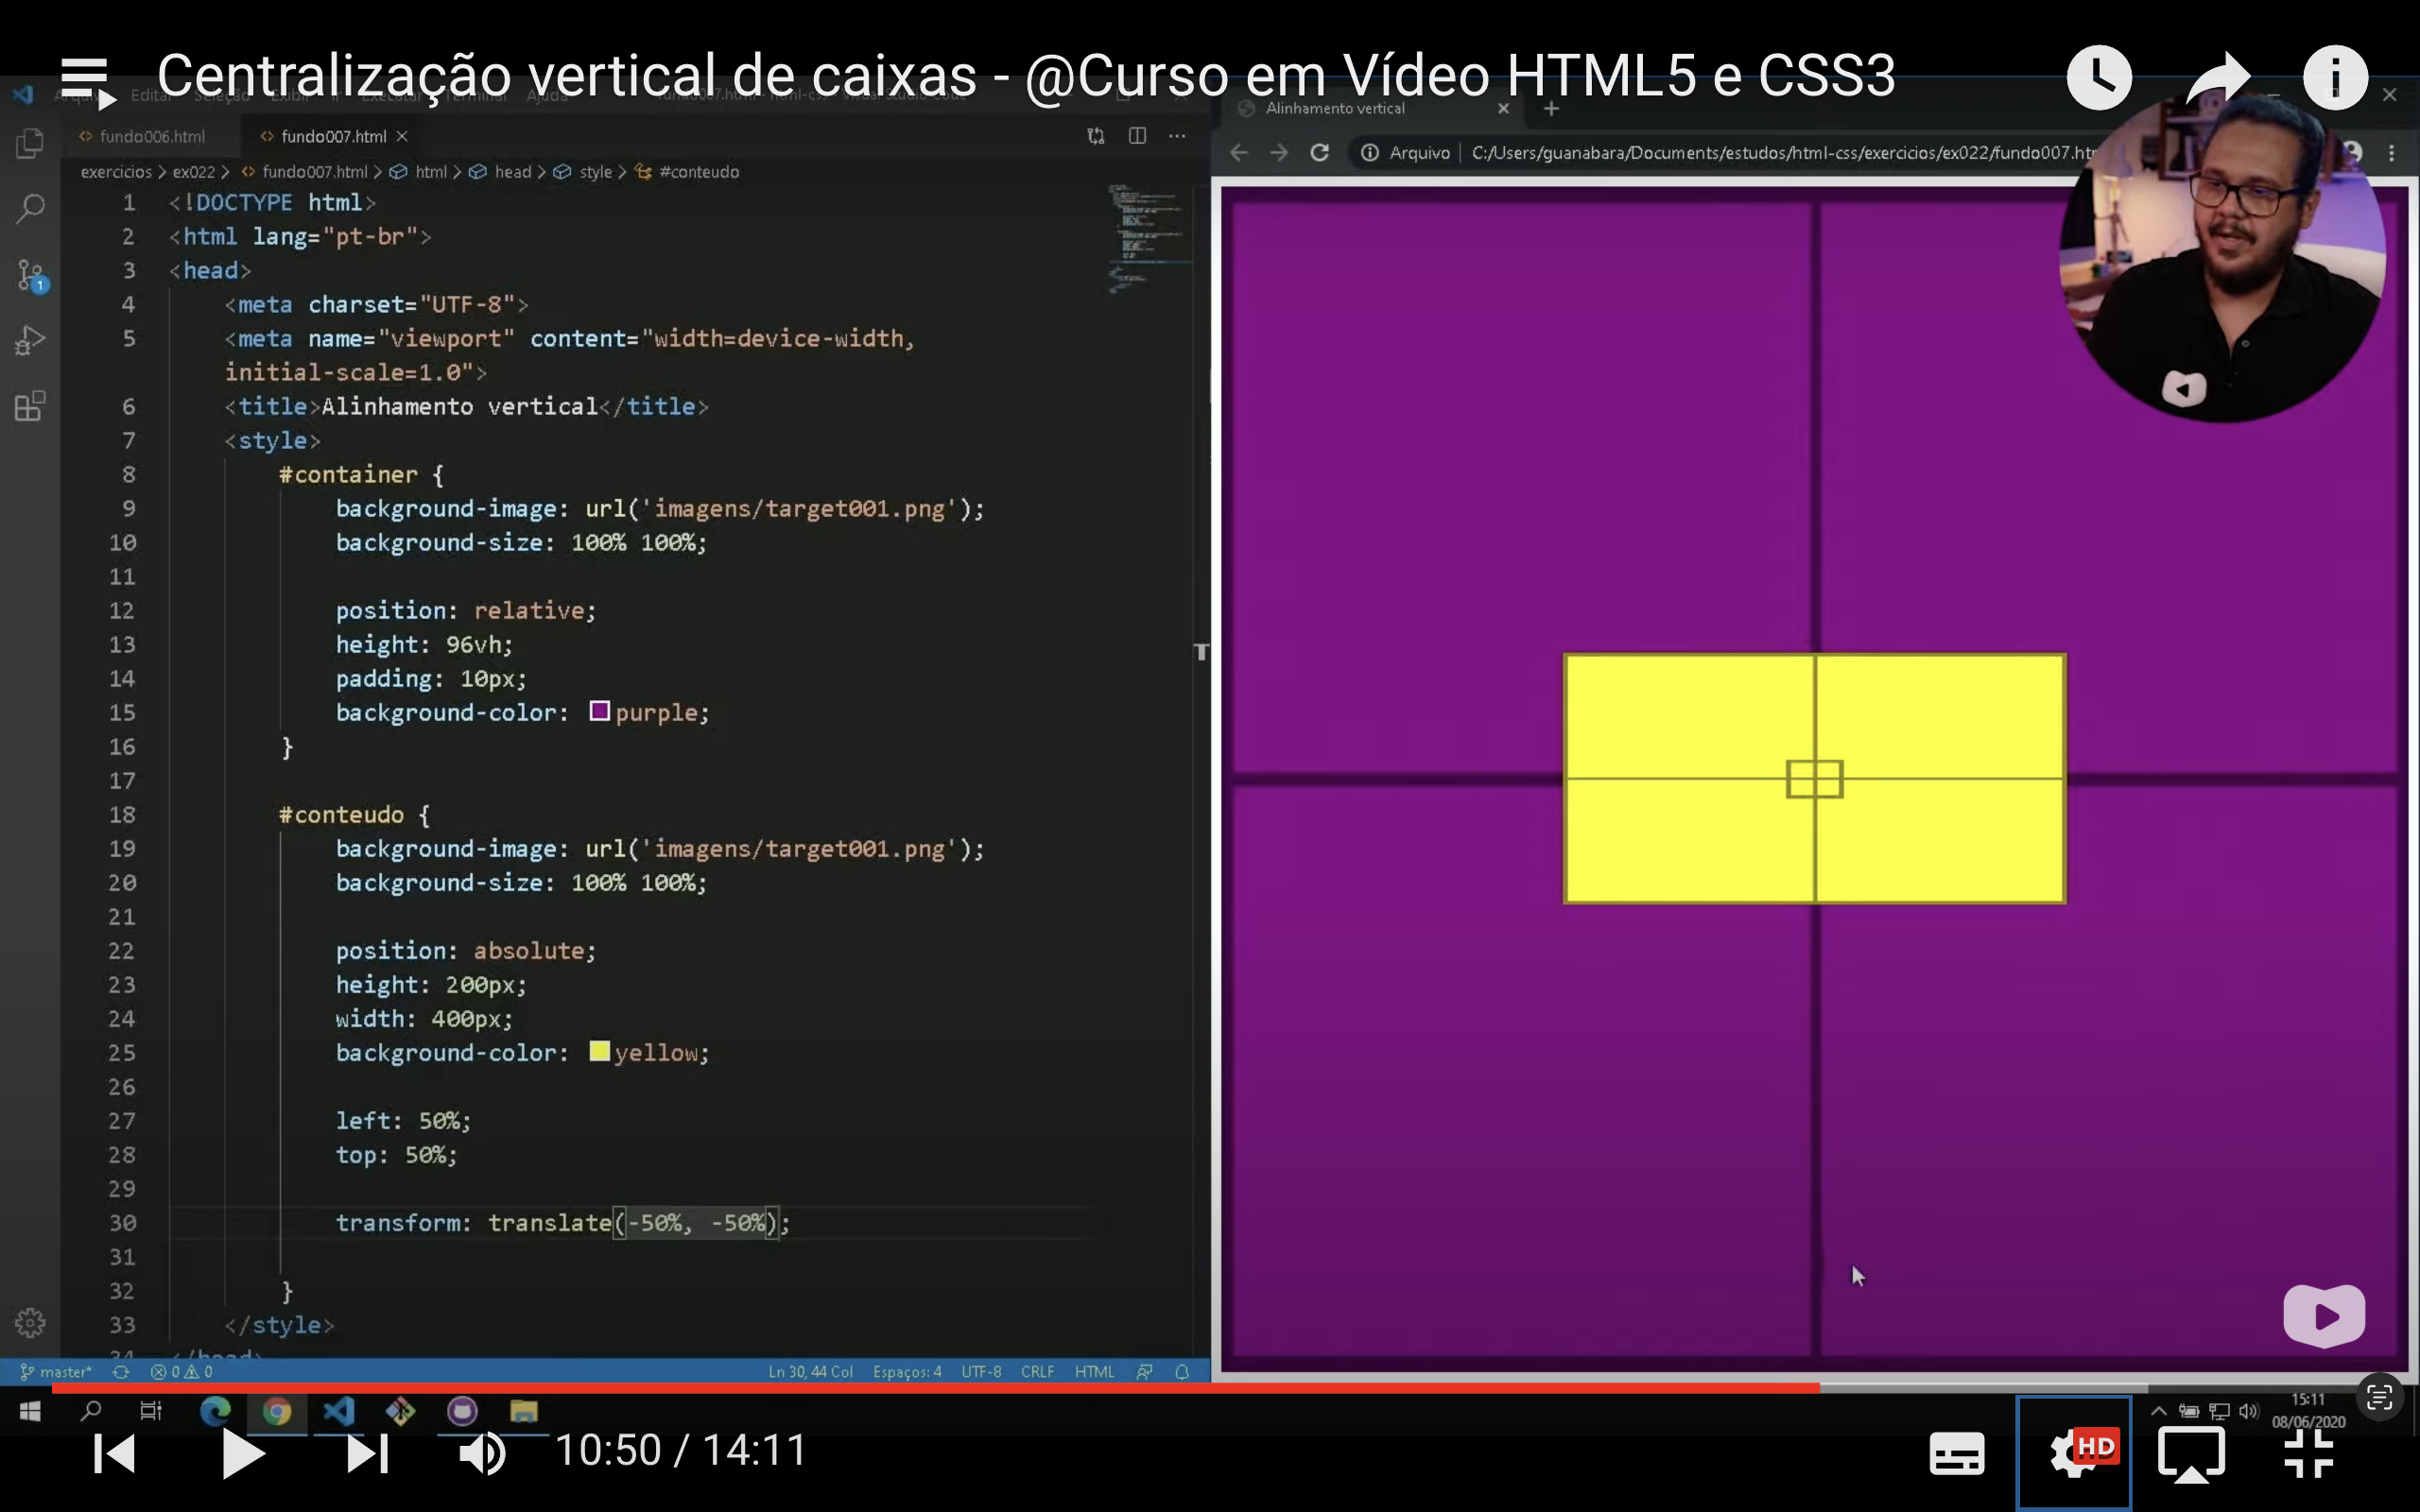 Centralização vertical de caixas - @Curso em Vídeo HTML5 e CSS3
fundo006.html
fundo007.html
exercicios > ex022 > fundo007.html > html > head > style > #conteudo
1 <!DOCTYPE html>
2 <html lang="pt-br">
3 <head>
4 <meta charset="UTF-8">
5 <meta name="viewport" content="width=device-width,
initial-scale=1.0">
6 <title>Alinhamento vertical</title>
7 <style>
8 #container {
9 background-image: url('imagens/target001.png');
10 background-size: 100% 100%;
11
12 position: relative;
13 height: 96vh;
14 padding: 10px;
15 background-color: purple;
16 }
17
18 #conteudo {
19 background-image: url('imagens/target001.png');
20 background-size: 100% 100%;
21
22 position: absolute;
23 height: 200px;
24 width: 400px;
25 background-color: yellow;
26
27 left: 50%;
28 top: 50%;
29
30 transform: translate(-50%, -50%);
31
32 }
33 </style>
34 </head>
master* 0 0 Ln 30, 44 Col Espaços: 4 UTF-8 CRLF HTML
Alinhamento vertical
Arquivo | C:/Users/guanabara/Documents/estudos/html-css/exercicios/ex022/fundo007.htr
1
T
15:11
08/06/2020
10:50 / 14:11
HD